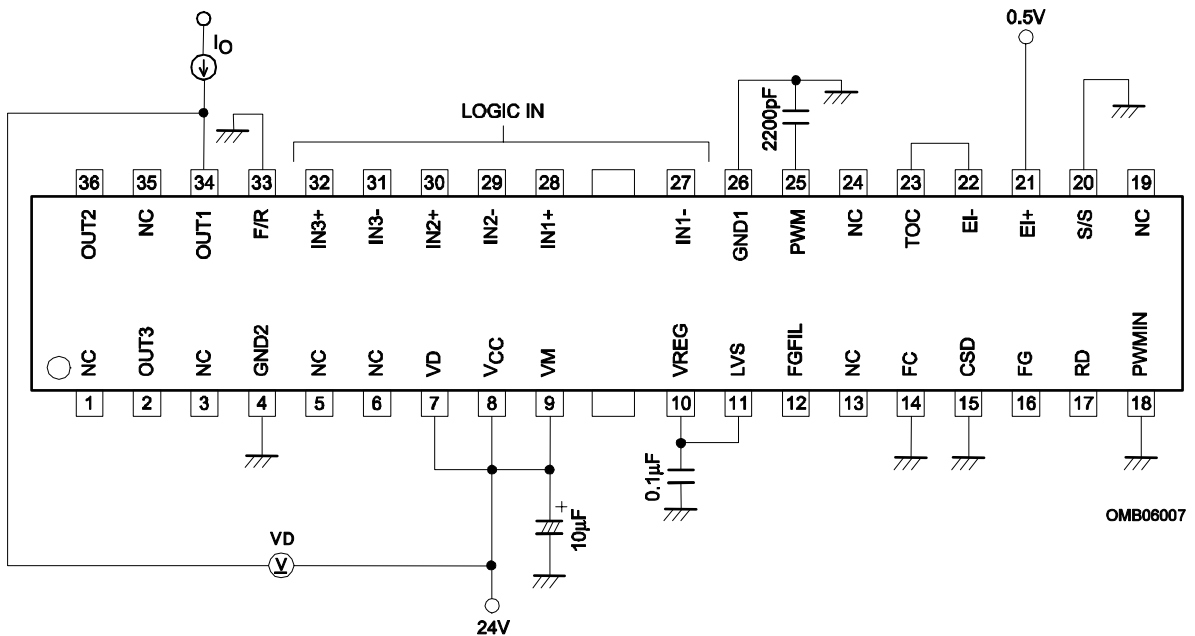 0.5V
IO
LOGIC IN
2200pF
36 35 34 33 32 31 30 29 28 27 26 25 24 23 22 21 20 19
OUT2 NC OUT1 F/R IN3+ IN3- IN2+ IN2- IN1+ IN1- GND1 PWM NC TOC EI- EI+ S/S NC
NC OUT3 NC GND2 NC NC VD VCC VM VREG LVS FGFIL NC FC CSD FG RD PWMIN
1 2 3 4 5 6 7 8 9 10 11 12 13 14 15 16 17 18
0.1µF
+
10µF
OMB06007
VD
V
24V